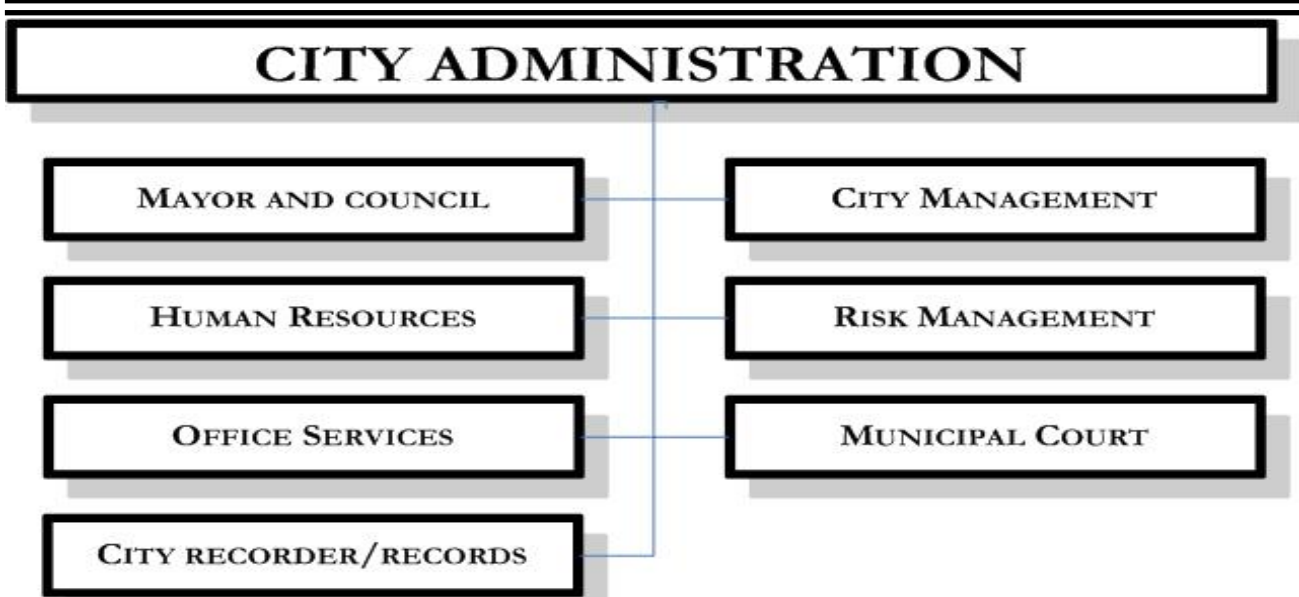 CITY ADMINISTRATION
MAYOR AND COUNCIL
CITY MANAGEMENT
HUMAN RESOURCES
RISK MANAGEMENT
OFFICE SERVICES
MUNICIPAL COURT
CITY RECORDER/RECORDS